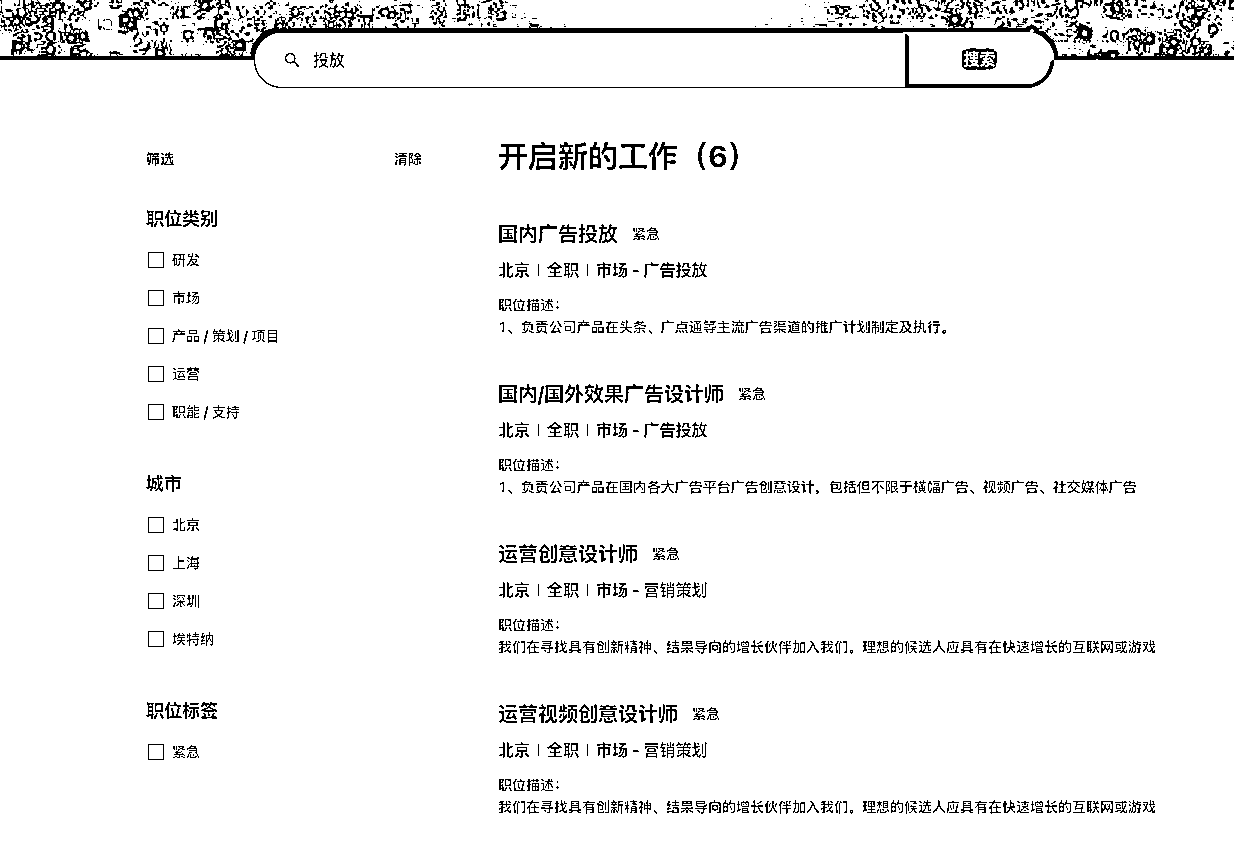 投放
搜索
筛选
清除
职位类别
研发
市场
产品 / 策划 / 项目
运营
职能 / 支持
城市
北京
上海
深圳
埃特纳
职位标签
紧急
开启新的工作（6）
国内广告投放 紧急
北京 | 全职 | 市场 - 广告投放
职位描述：
1、负责公司产品在头条、广点通等主流广告渠道的推广计划制定及执行。
国内/国外效果广告设计师 紧急
北京 | 全职 | 市场 - 广告投放
职位描述：
1、负责公司产品在国内各大广告平台广告创意设计，包括但不限于横幅广告、视频广告、社交媒体广告
运营创意设计师 紧急
北京 | 全职 | 市场 - 营销策划
职位描述：
我们在寻找具有创新精神、结果导向的增长伙伴加入我们。理想的候选人应具有在快速增长的互联网或游戏
运营视频创意设计师 紧急
北京 | 全职 | 市场 - 营销策划
职位描述：
我们在寻找具有创新精神、结果导向的增长伙伴加入我们。理想的候选人应具有在快速增长的互联网或游戏